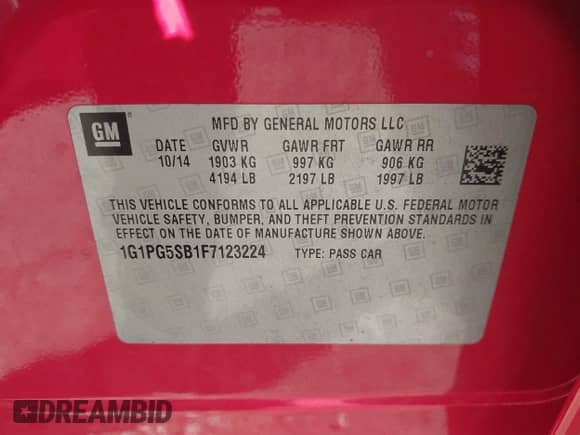 GM
MFD BY GENERAL MOTORS LLC
DATE GVWR GAWR FRT GAWR RR
10/14 1903 KG 997 KG 906 KG
4194 LB 2197 LB 1997 LB
THIS VEHICLE CONFORMS TO ALL APPLICABLE U.S. FEDERAL MOTOR
VEHICLE SAFETY, BUMPER, AND THEFT PREVENTION STANDARDS IN
EFFECT ON THE DATE OF MANUFACTURE SHOWN ABOVE.
1G1PG5SB1F7123224 TYPE: PASS CAR
DREAMBID